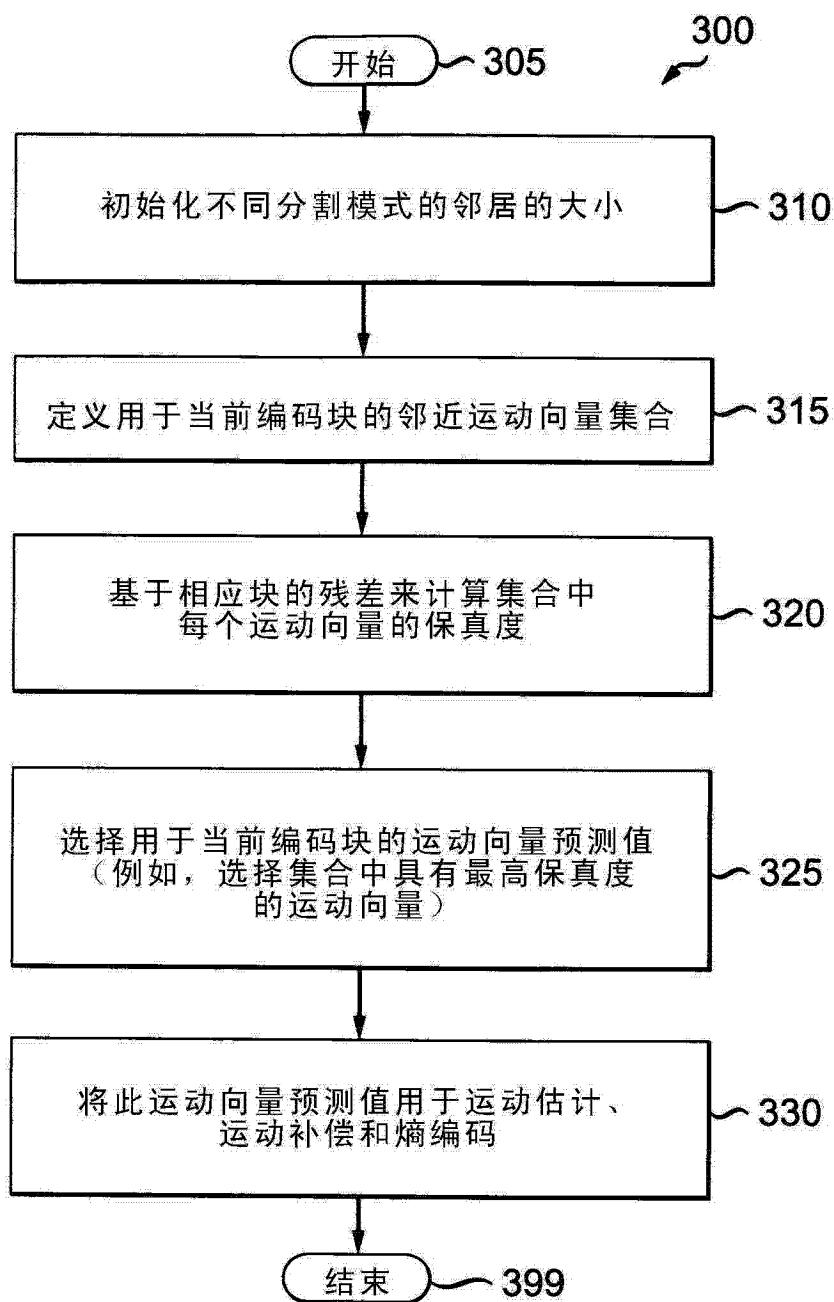 300
开始 305
初始化不同分割模式的邻居的大小 310
定义用于当前编码块的邻近运动向量集合 315
基于相应块的残差来计算集合中
每个运动向量的保真度
320
选择用于当前编码块的运动向量预测值
（例如，选择集合中具有最高保真度
的运动向量）
325
将此运动向量预测值用于运动估计、
运动补偿和熵编码
330
结束 399